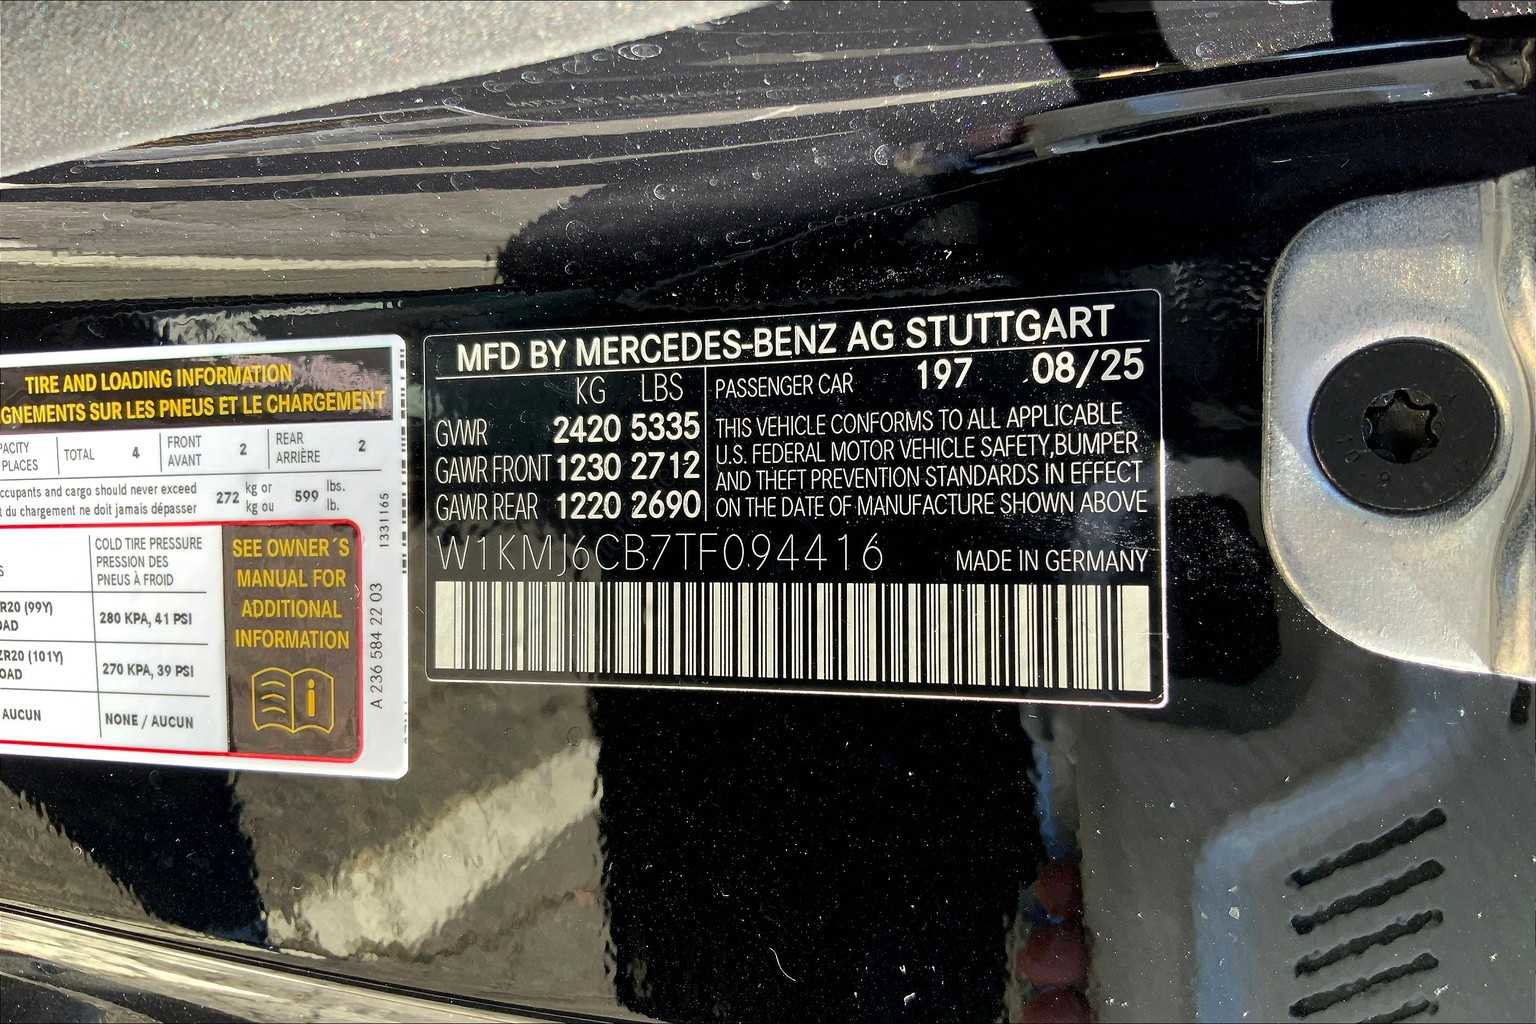 TIRE AND LOADING INFORMATION
GNEMENTS SUR LES PNEUS ET LE CHARGEMENT
PACITY
PLACES
TOTAL 4
FRONT
AVANT
2
REAR
ARRIÈRE
2
ccupants and cargo should never exceed
t du chargement ne doit jamais dépasser
272 kg or
kg ou
599 lbs.
lb.
COLD TIRE PRESSURE
PRESSION DES
PNEUS À FROID
R20 (99Y)
OAD
280 KPA, 41 PSI
ZR20 (101Y)
OAD
270 KPA, 39 PSI
AUCUN
NONE / AUCUN
SEE OWNER´S
MANUAL FOR
ADDITIONAL
INFORMATION
1331165
A 236 584 22 03
MFD BY MERCEDES-BENZ AG STUTTGART
KG LBS
GVWR 2420 5335
GAWR FRONT 1230 2712
GAWR REAR 1220 2690
PASSENGER CAR 197 08/25
THIS VEHICLE CONFORMS TO ALL APPLICABLE
U.S. FEDERAL MOTOR VEHICLE SAFETY,BUMPER
AND THEFT PREVENTION STANDARDS IN EFFECT
ON THE DATE OF MANUFACTURE SHOWN ABOVE
W1KMJ6CB7TF094416
MADE IN GERMANY